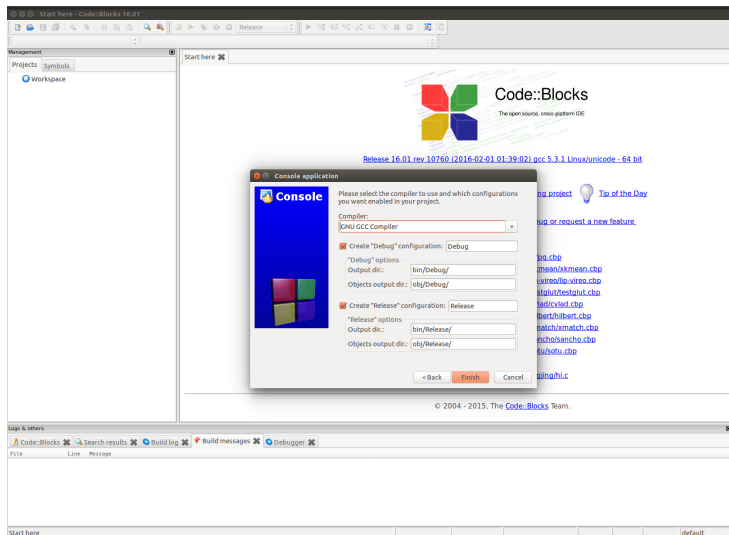 Start here - Code::Blocks 16.01
Release
Management
Projects
Symbols
Workspace
Start here
Code::Blocks
The open source, cross-platform IDE
Release 16.01 rev 10760 (2016-02-01 01:39:02) gcc 5.3.1 Linux/unicode - 64 bit
ng project
Tip of the Day
ug or request a new feature
/pq.cbp
kmean/xkmean.cbp
-vireo/lip-vireo.cbp
stglut/testglut.cbp
lad/cvlad.cbp
lbert/hilbert.cbp
match/xmatch.cbp
ncho/sancho.cbp
tu/sotu.cbp
gjing/hi.c
© 2004 - 2015, The Code::Blocks Team.
Console application
Console
Please select the compiler to use and which configurations
you want enabled in your project.
Compiler:
GNU GCC Compiler
Create "Debug" configuration: Debug
"Debug" options
Output dir.: bin/Debug/
Objects output dir.: obj/Debug/
Create "Release" configuration: Release
"Release" options
Output dir.: bin/Release/
Objects output dir.: obj/Release/
< Back
Finish
Cancel
Logs & others
Code::Blocks
Search results
Build log
Build messages
Debugger
File Line Message
Start here
default